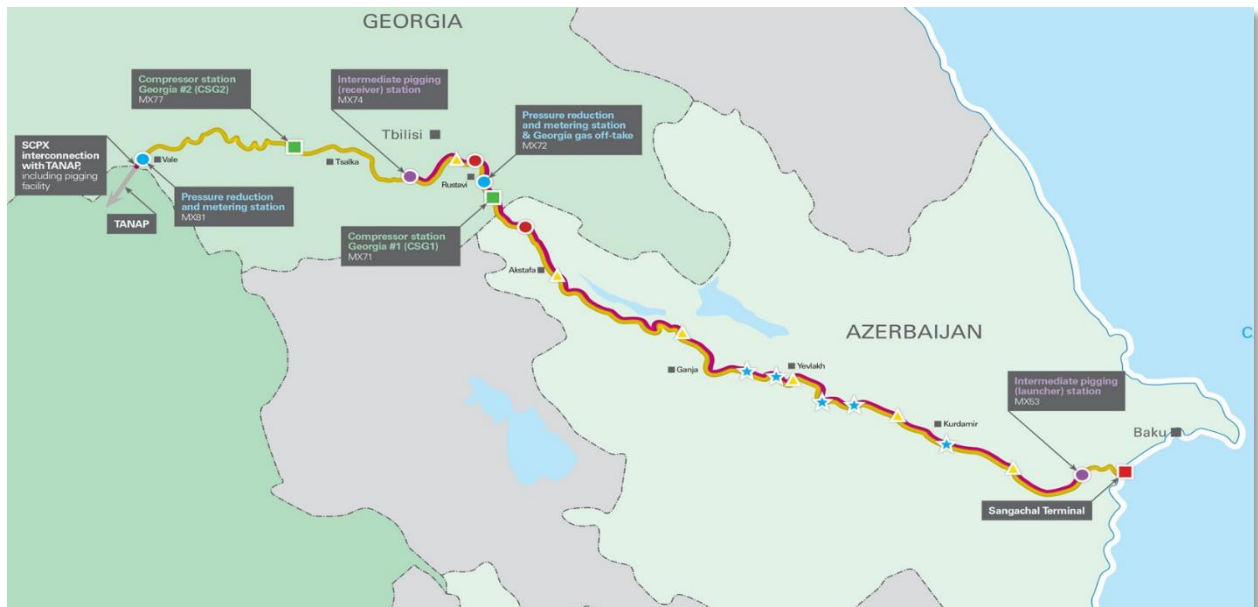 GEORGIA
Compressor station
Georgia #2 (CSG2)
MX77
Intermediate pigging
(receiver) station
MX74
Tbilisi
Pressure reduction
and metering station
& Georgia gas off-take
MX72
SCPX
interconnection
with TANAP,
including pigging
facility
Vale
Tsalka
Rustavi
Pressure reduction
and metering station
MX81
TANAP
Compressor station
Georgia #1 (CSG1)
MX71
Akstafa
AZERBAIJAN
C
Ganja
Yevlakh
Intermediate pigging
(launcher) station
MX53
Kurdamir
Baku
Sangachal Terminal